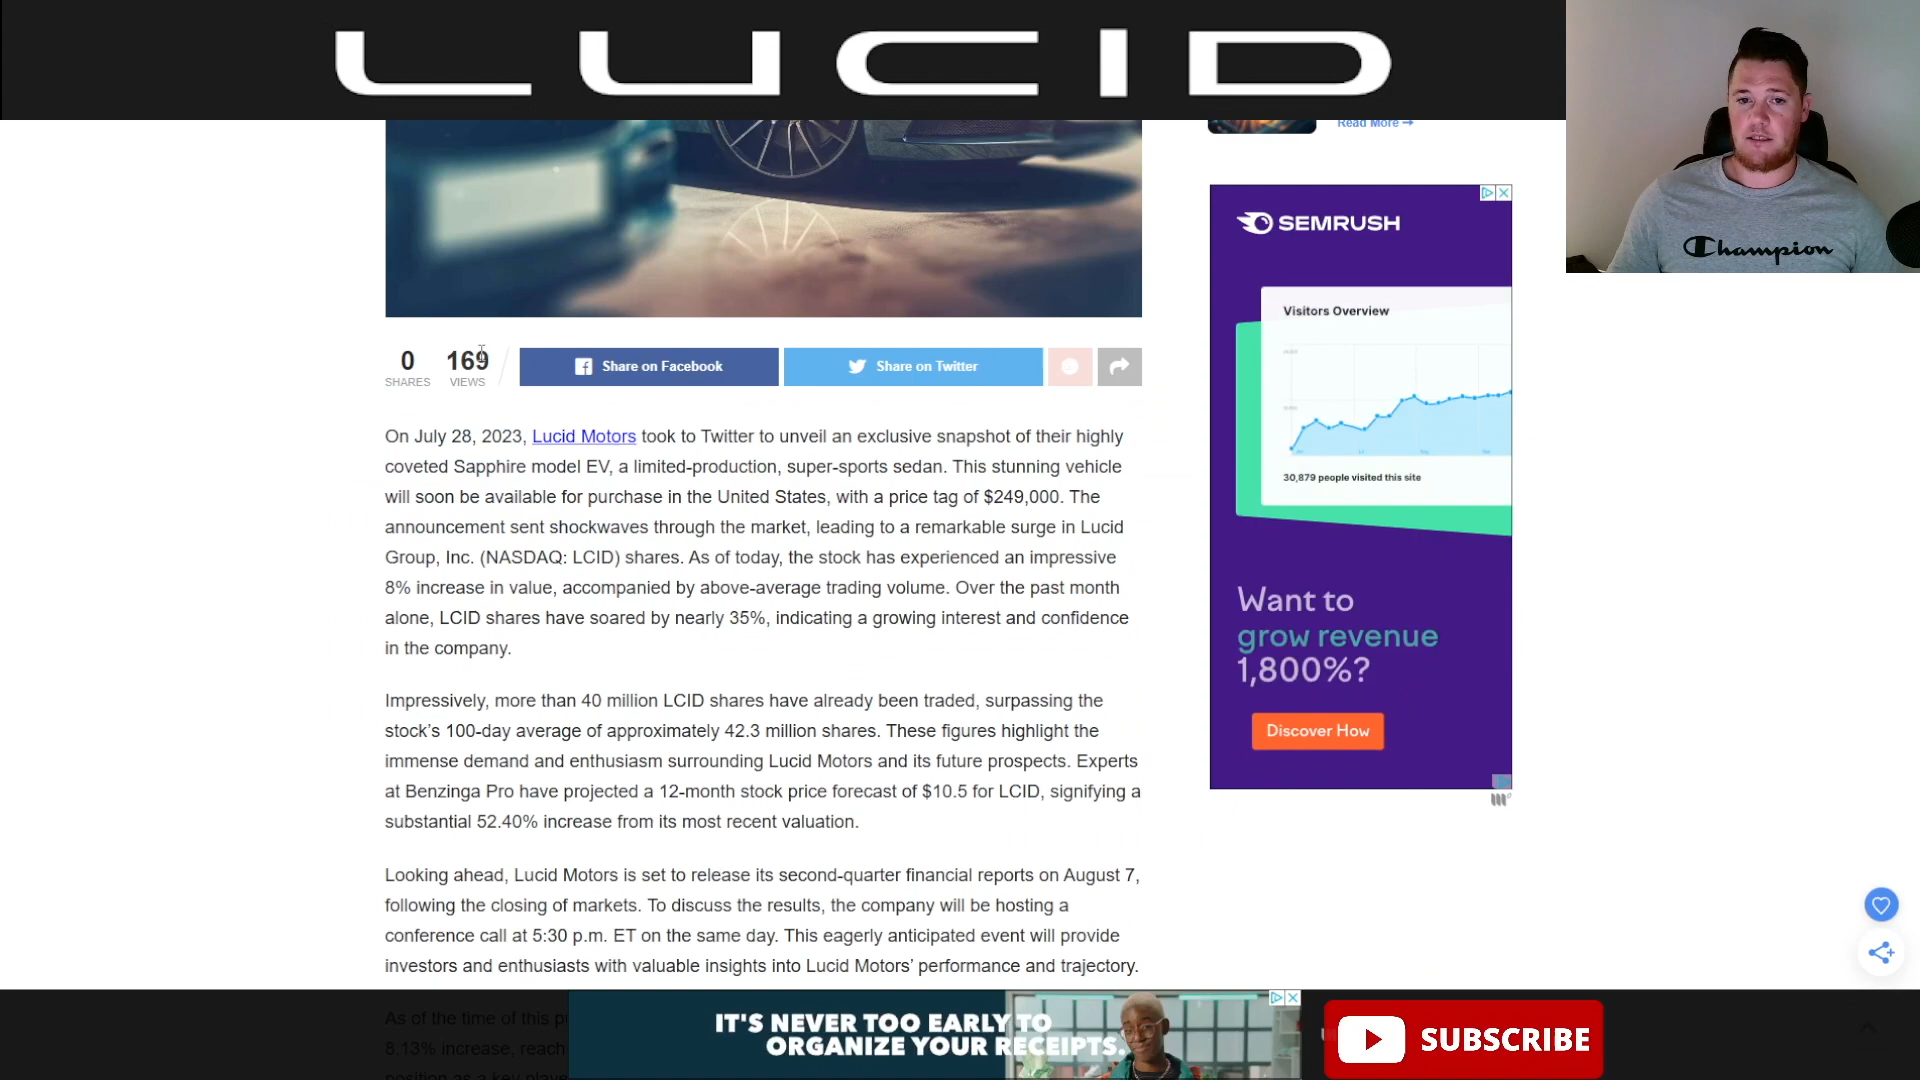 LUCID
Read More →
Champion
SEMRUSH
Visitors Overview
30,879 people visited this site
Want to
grow revenue
1,800%?
Discover How
0
SHARES
169
VIEWS
Share on Facebook
Share on Twitter
On July 28, 2023, Lucid Motors took to Twitter to unveil an exclusive snapshot of their highly
coveted Sapphire model EV, a limited-production, super-sports sedan. This stunning vehicle
will soon be available for purchase in the United States, with a price tag of $249,000. The
announcement sent shockwaves through the market, leading to a remarkable surge in Lucid
Group, Inc. (NASDAQ: LCID) shares. As of today, the stock has experienced an impressive
8% increase in value, accompanied by above-average trading volume. Over the past month
alone, LCID shares have soared by nearly 35%, indicating a growing interest and confidence
in the company.
Impressively, more than 40 million LCID shares have already been traded, surpassing the
stock’s 100-day average of approximately 42.3 million shares. These figures highlight the
immense demand and enthusiasm surrounding Lucid Motors and its future prospects. Experts
at Benzinga Pro have projected a 12-month stock price forecast of $10.5 for LCID, signifying a
substantial 52.40% increase from its most recent valuation.
Looking ahead, Lucid Motors is set to release its second-quarter financial reports on August 7,
following the closing of markets. To discuss the results, the company will be hosting a
conference call at 5:30 p.m. ET on the same day. This eagerly anticipated event will provide
investors and enthusiasts with valuable insights into Lucid Motors’ performance and trajectory.
As of the time of this
8.13% increase, reach
IT'S NEVER TOO EARLY TO
ORGANIZE YOUR RECEIPTS.
SUBSCRIBE